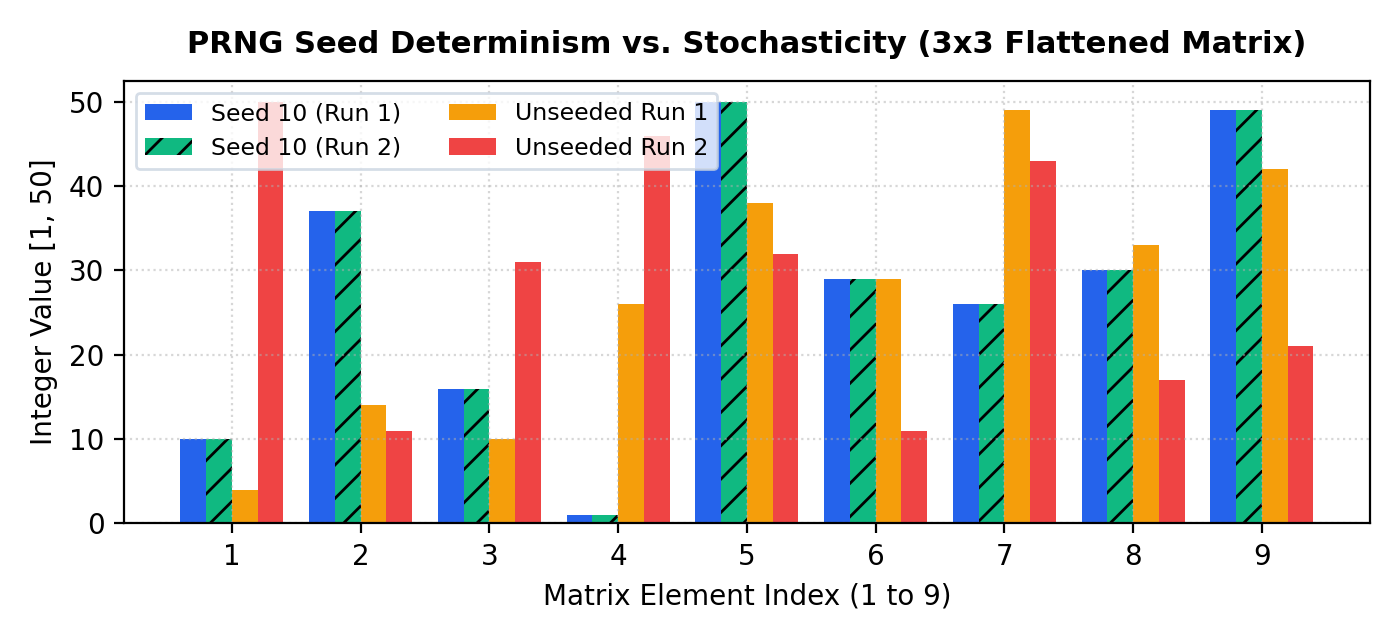 PRNG Seed Determinism vs. Stochasticity (3x3 Flattened Matrix)
Seed 10 (Run 1) Unseeded Run 1
Seed 10 (Run 2) Unseeded Run 2
Integer Value [1, 50]
50
40
30
20
10
0
1 2 3 4 5 6 7 8 9
Matrix Element Index (1 to 9)